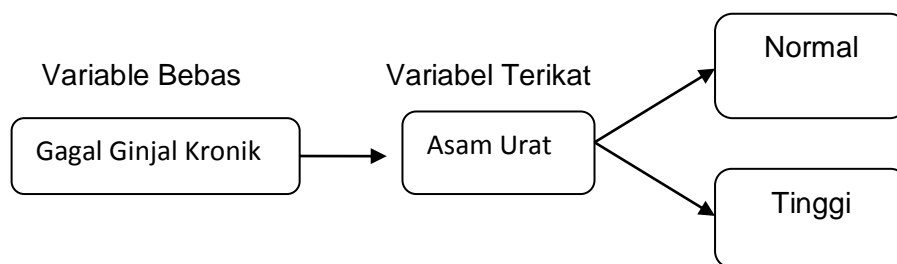 Variable Bebas
Variabel Terikat
Gagal Ginjal Kronik
Asam Urat
Normal
Tinggi